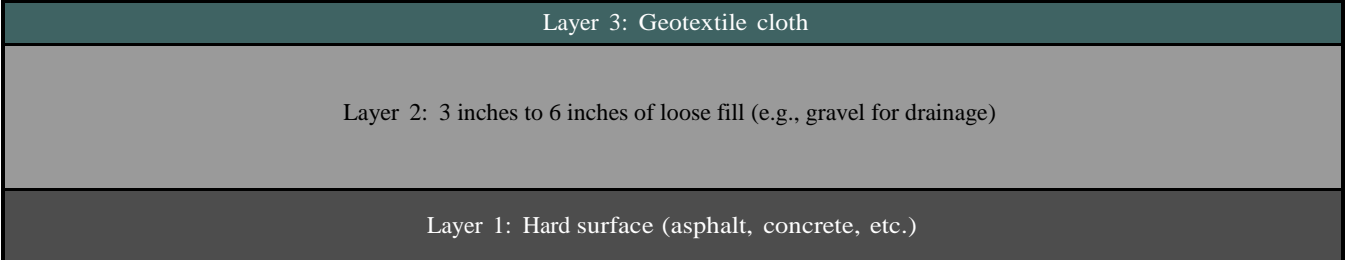 Layer 3: Geotextile cloth
Layer 2: 3 inches to 6 inches of loose fill (e.g., gravel for drainage)
Layer 1: Hard surface (asphalt, concrete, etc.)